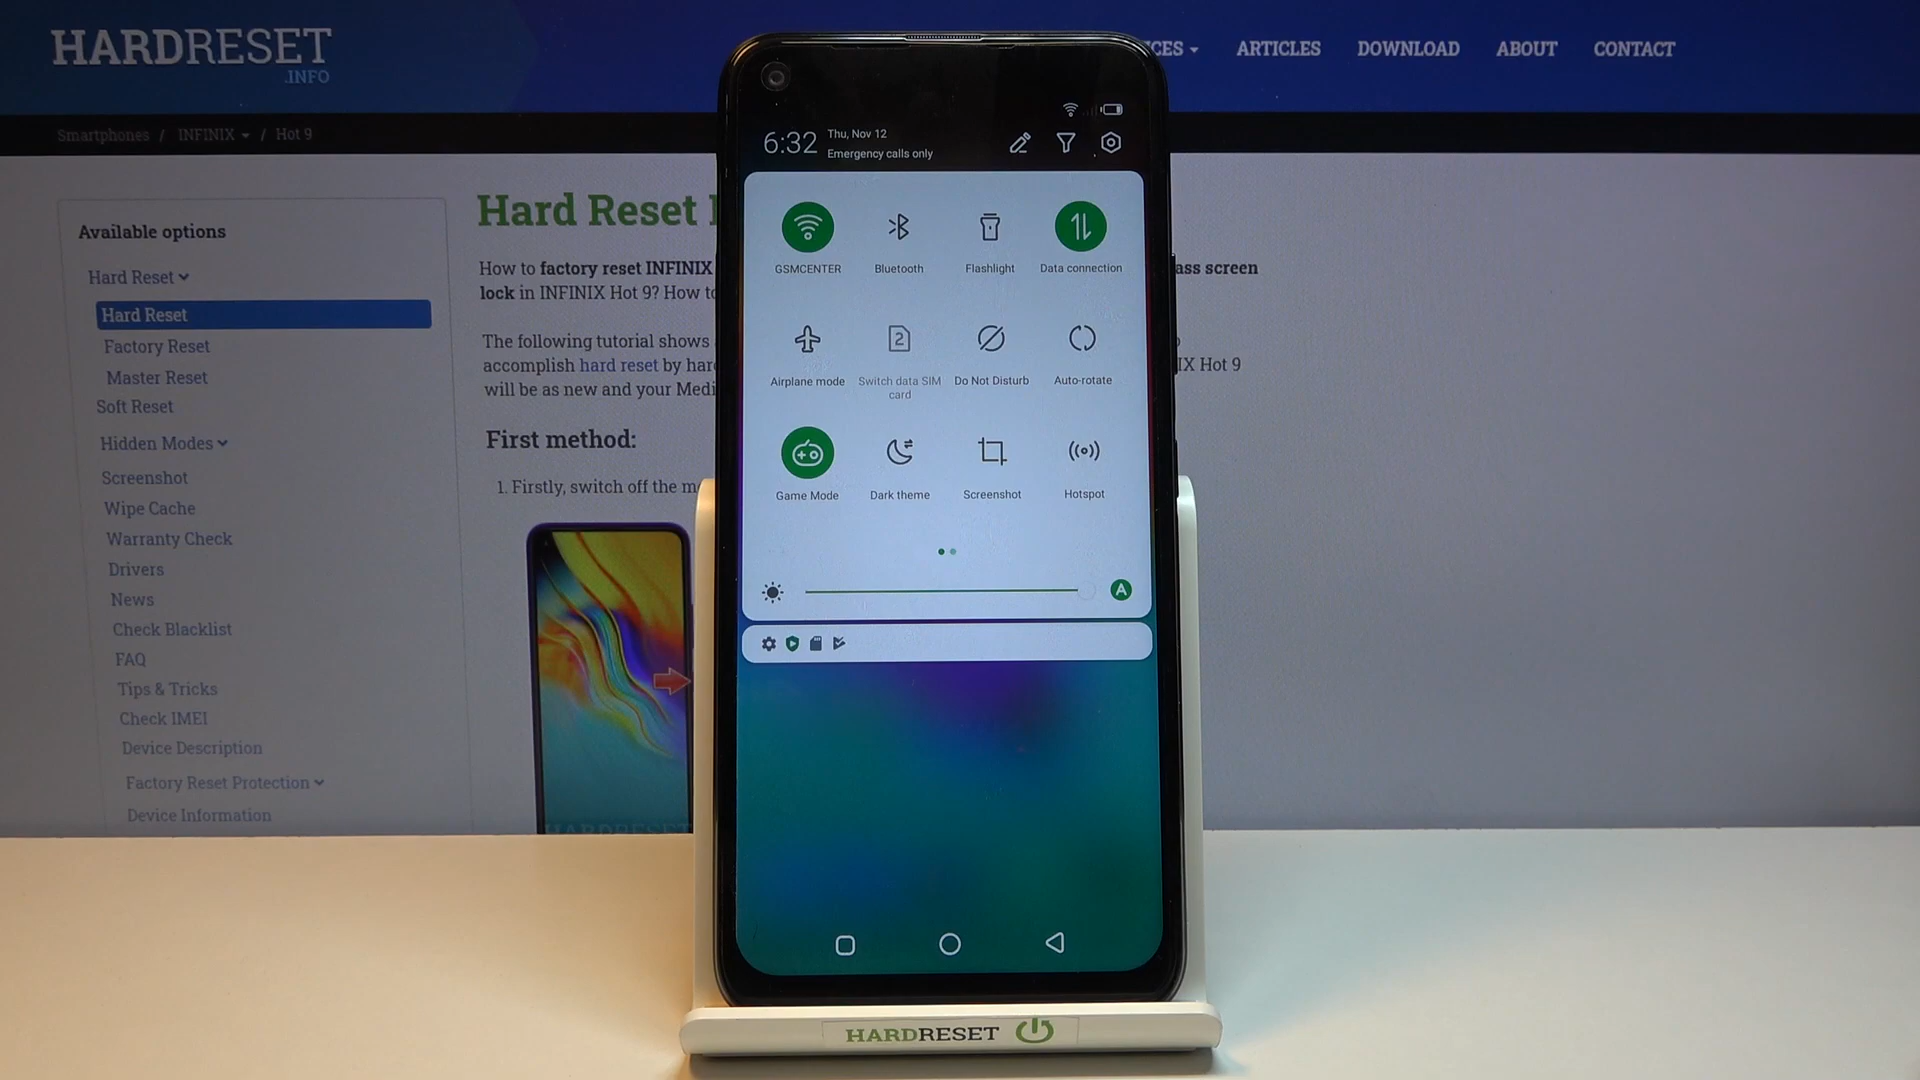 HARDRESET
.INFO
ARTICLES
DOWNLOAD
ABOUT
CONTACT
Smartphones / INFINIX / Hot 9
Available options
Hard Reset
Hard Reset
Factory Reset
Master Reset
Soft Reset
Hidden Modes
Screenshot
Wipe Cache
Warranty Check
Drivers
News
Check Blacklist
FAQ
Tips & Tricks
Check IMEI
Device Description
Factory Reset Protection
Device Information
Hard Reset
How to factory reset INFINIX
screen
lock in INFINIX Hot 9? How to
The following tutorial shows
accomplish hard reset by
Hot 9
will be as new and your
First method:
1. Firstly, switch off the
6:32
Thu, Nov 12
Emergency calls only
GSMCENTER
Bluetooth
Flashlight
Data connection
Airplane mode
2
Switch data SIM
card
Do Not Disturb
Auto-rotate
Game Mode
Dark theme
Screenshot
Hotspot
A
HARDRESET
HARDRESET